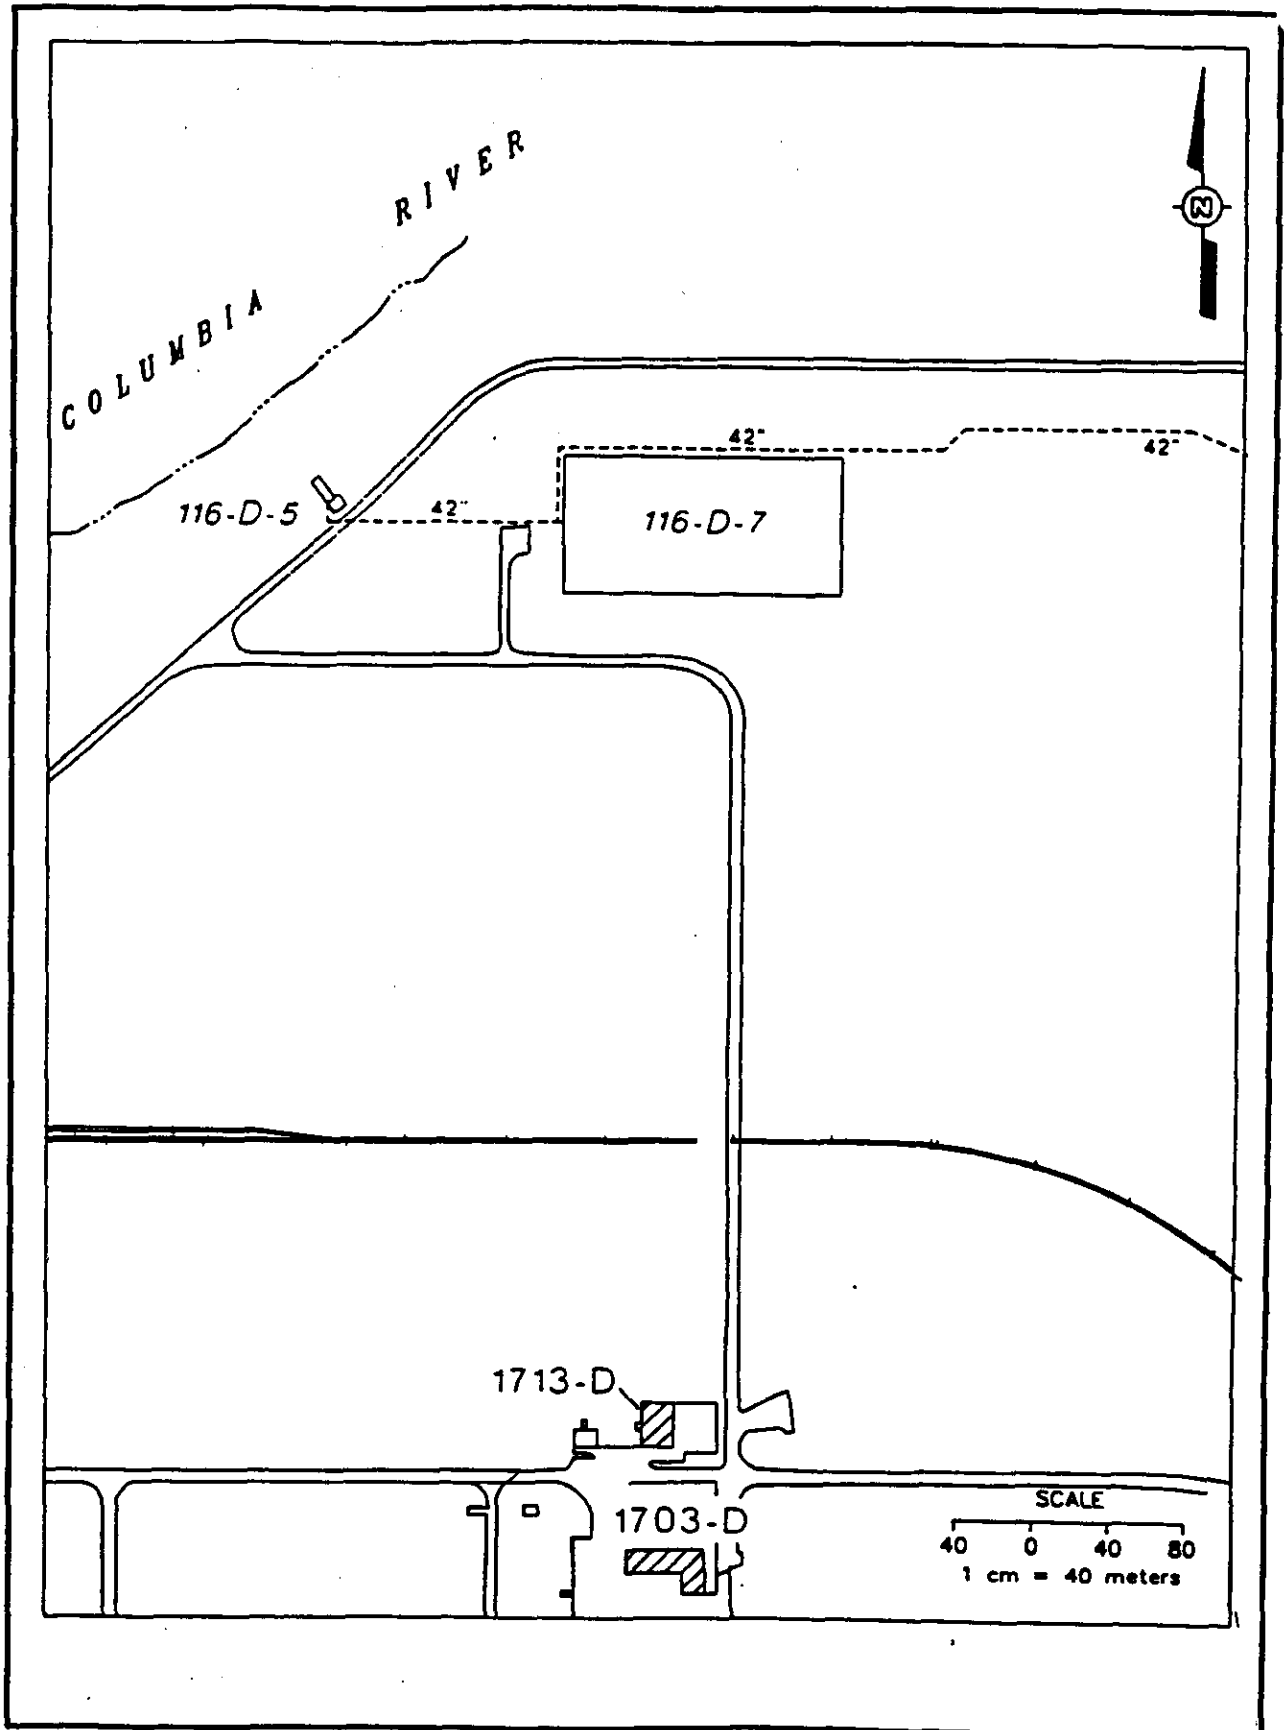 COLUMBIA RIVER
N
42"
42"
116-D-5
42"
116-D-7
1713-D
1703-D
SCALE
40 0 40 80
1 cm = 40 meters